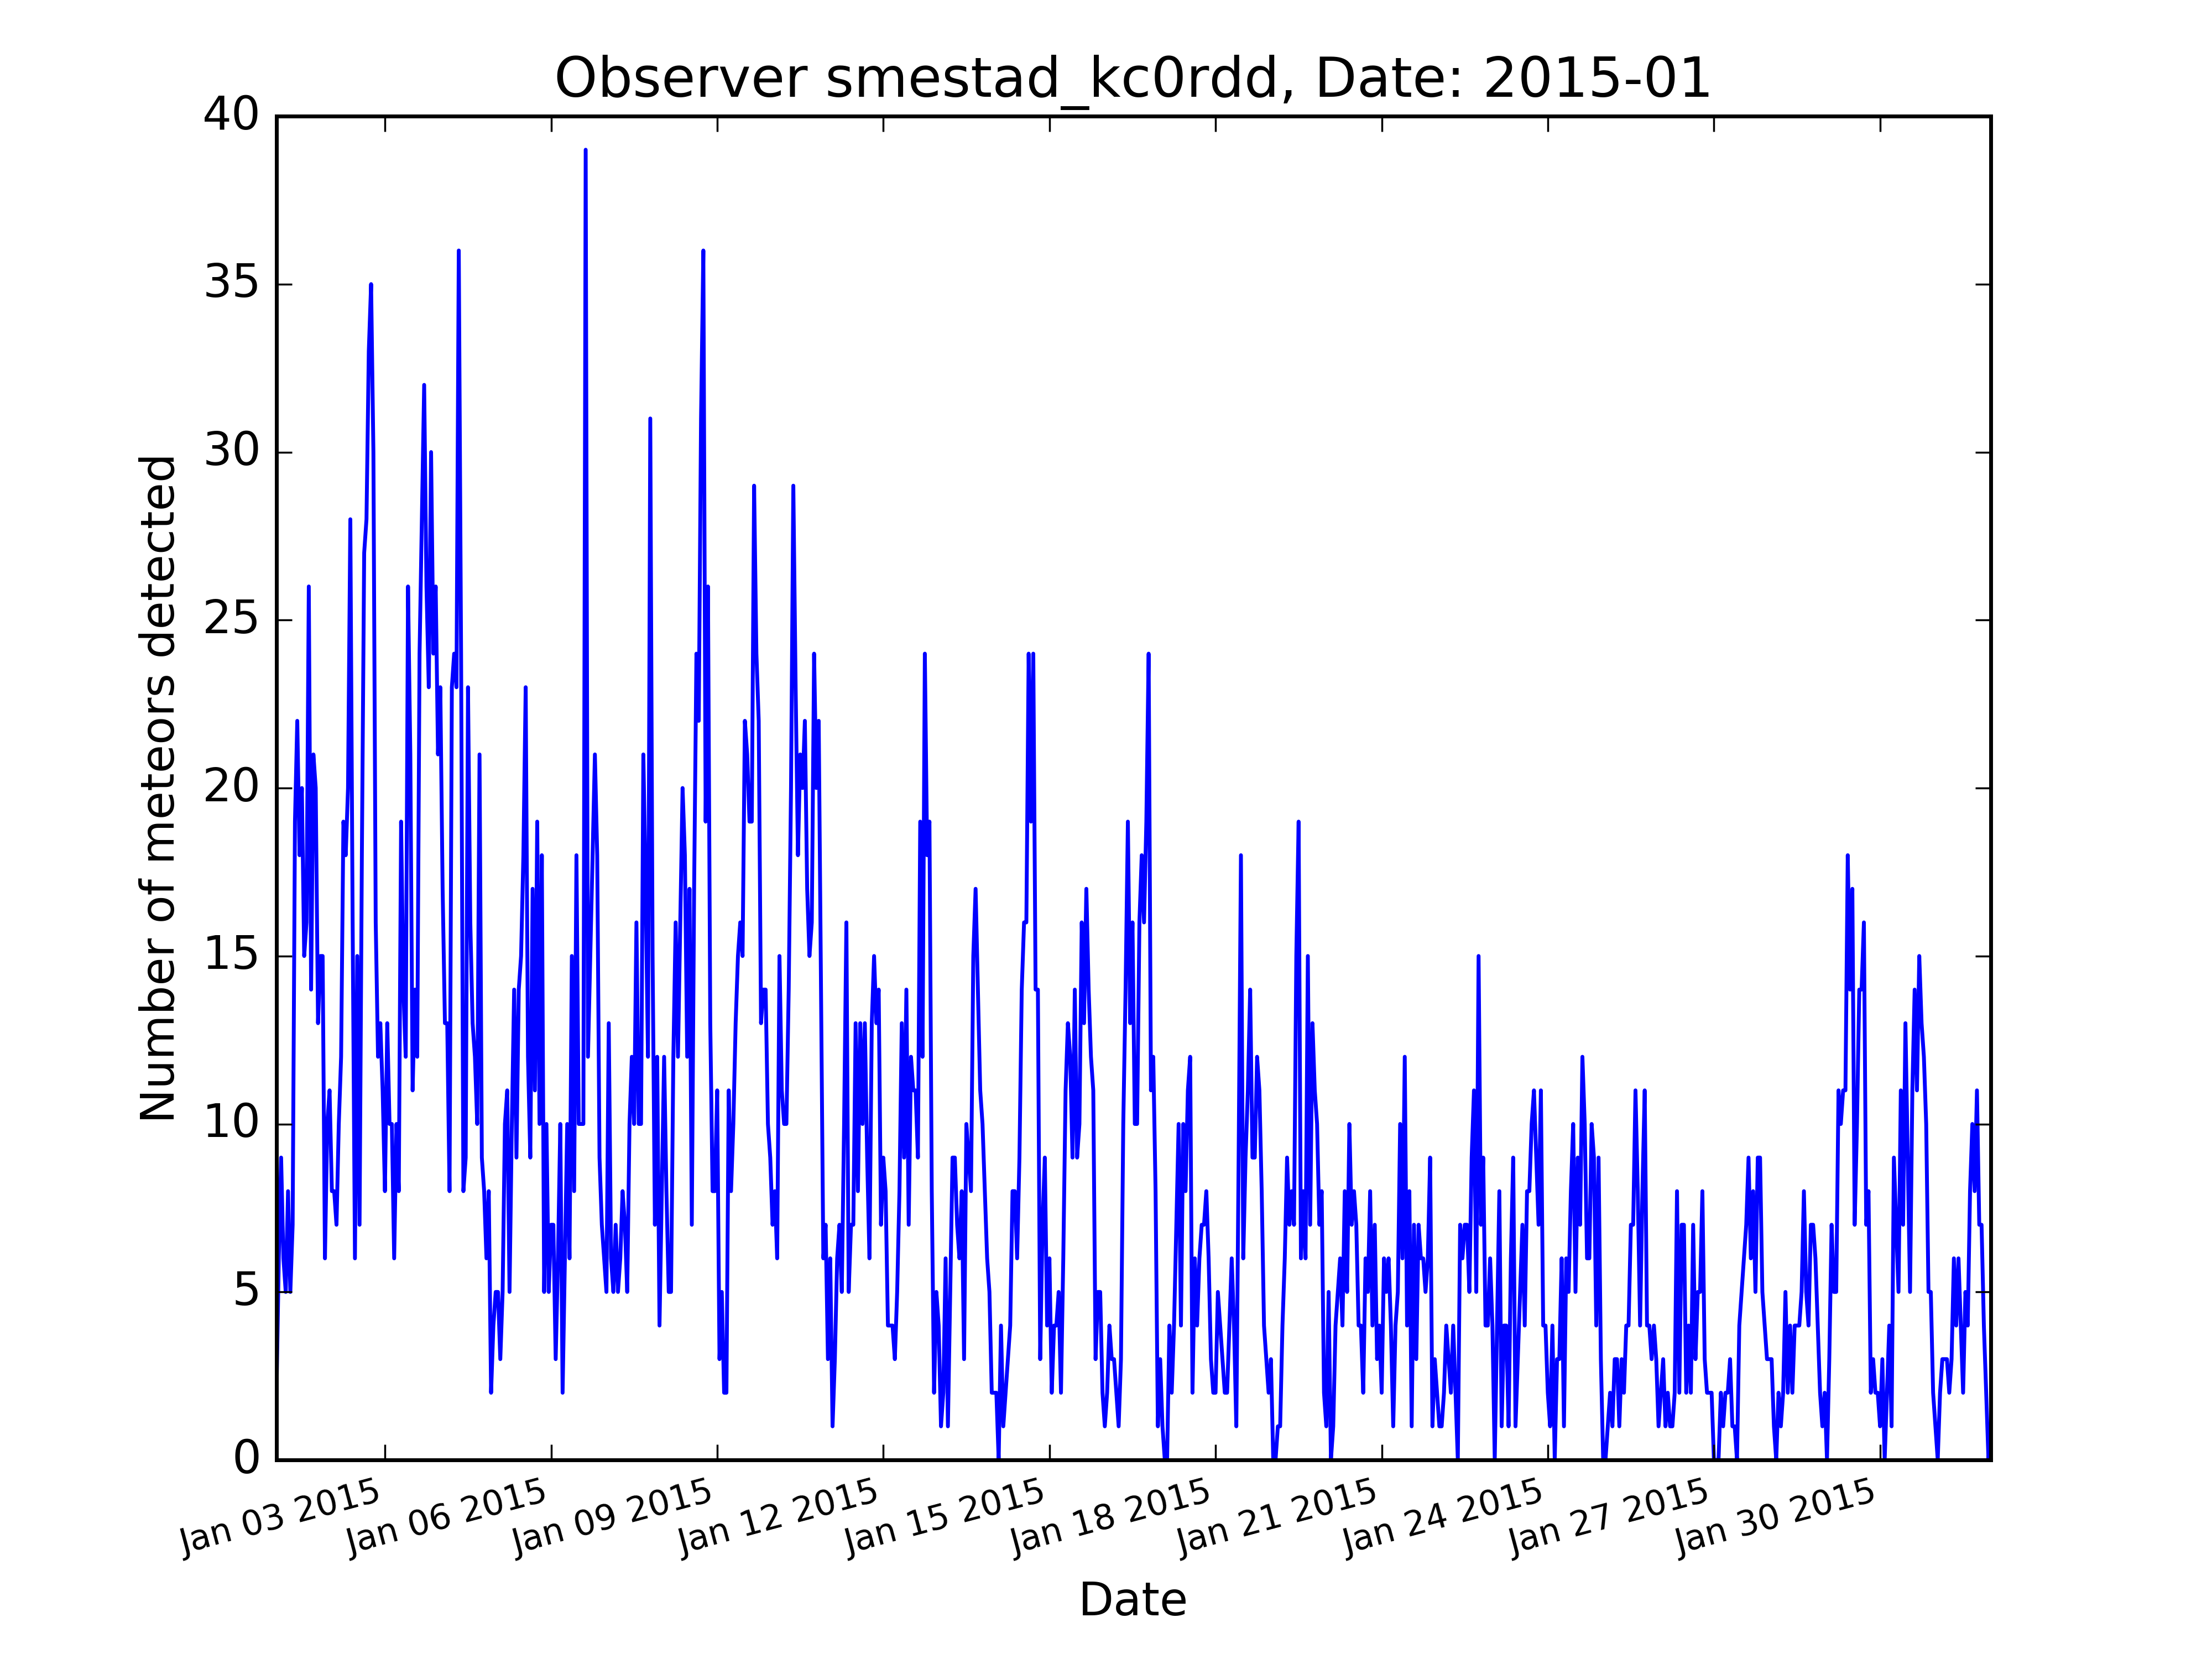 Observer smestad_kc0rdd, Date: 2015-01
40
35
30
25
20
15
10
5
0
Number of meteors detected
Jan 03 2015
Jan 06 2015
Jan 09 2015
Jan 12 2015
Jan 15 2015
Jan 18 2015
Jan 21 2015
Jan 24 2015
Jan 27 2015
Jan 30 2015
Date